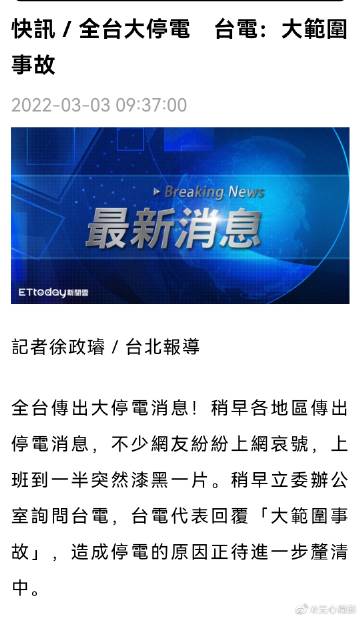 快訊 / 全台大停電　台電：大範圍
事故
2022-03-03 09:37:00
Breaking News
最新消息
ETtoday新聞雲
記者徐政璿 / 台北報導
全台傳出大停電消息！稍早各地區傳出
停電消息，不少網友紛紛上網哀號，上
班到一半突然漆黑一片。稍早立委辦公
室詢問台電，台電代表回覆「大範圍事
故」，造成停電的原因正待進一步釐清
中。